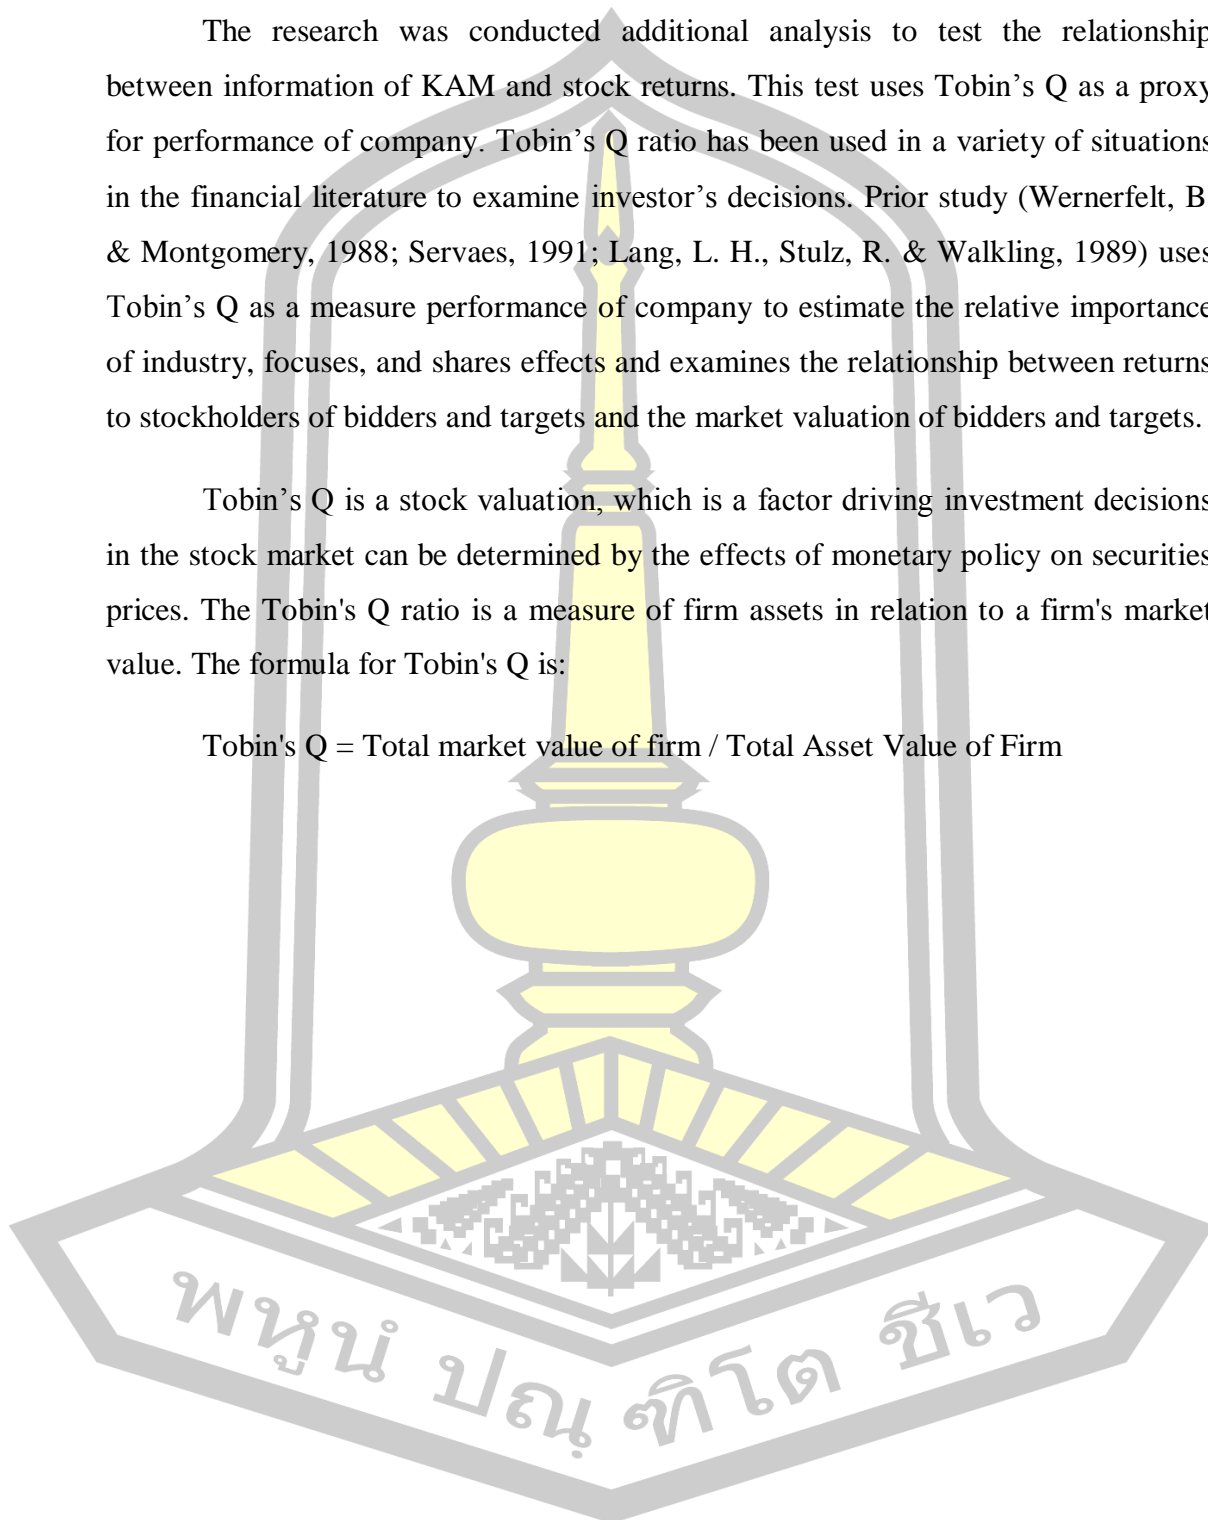 The research was conducted additional analysis to test the relationship
between information of KAM and stock returns. This test uses Tobin’s Q as a proxy
for performance of company. Tobin’s Q ratio has been used in a variety of situations
in the financial literature to examine investor’s decisions. Prior study (Wernerfelt, B
& Montgomery, 1988; Servaes, 1991; Lang, L. H., Stulz, R. & Walkling, 1989) uses
Tobin’s Q as a measure performance of company to estimate the relative importance
of industry, focuses, and shares effects and examines the relationship between returns
to stockholders of bidders and targets and the market valuation of bidders and targets.
Tobin’s Q is a stock valuation, which is a factor driving investment decisions
in the stock market can be determined by the effects of monetary policy on securities
prices. The Tobin's Q ratio is a measure of firm assets in relation to a firm's market
value. The formula for Tobin's Q is:
Tobin's Q = Total market value of firm / Total Asset Value of Firm
พหูนํ ปณฺ ฑิโต ชีเว